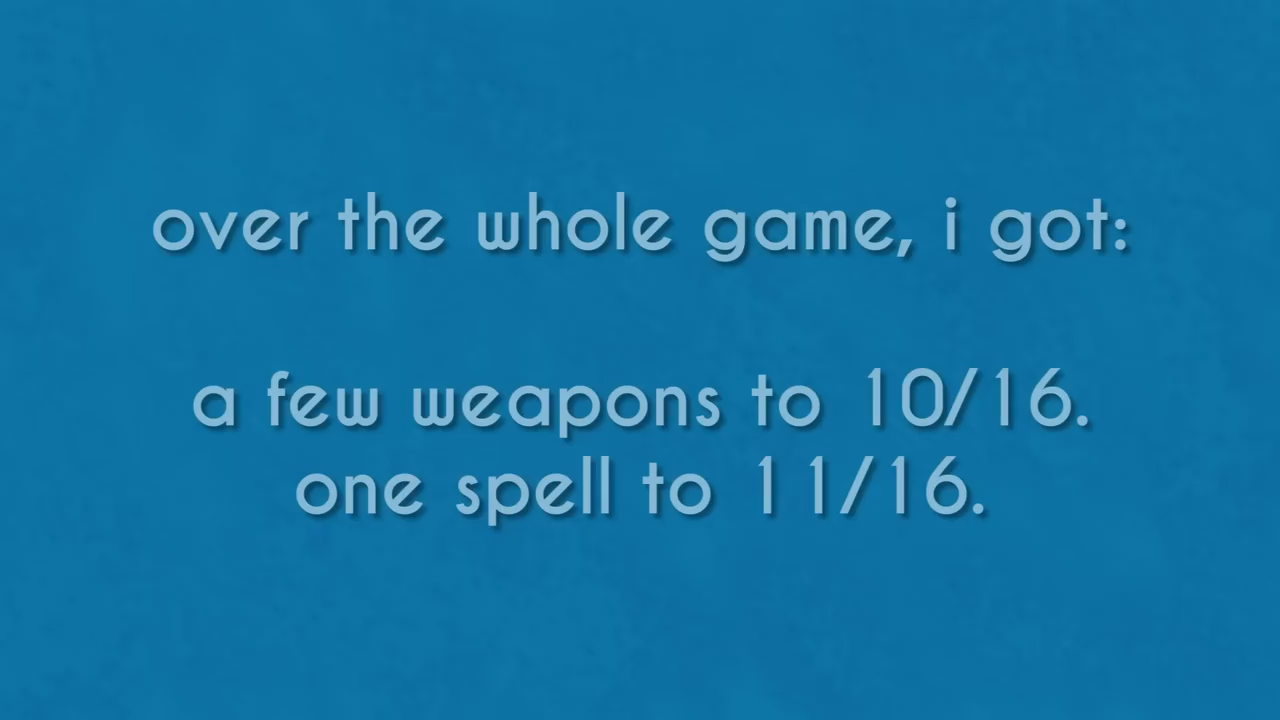 over the whole game, i got:
a few weapons to 10/16.
one spell to 11/16.